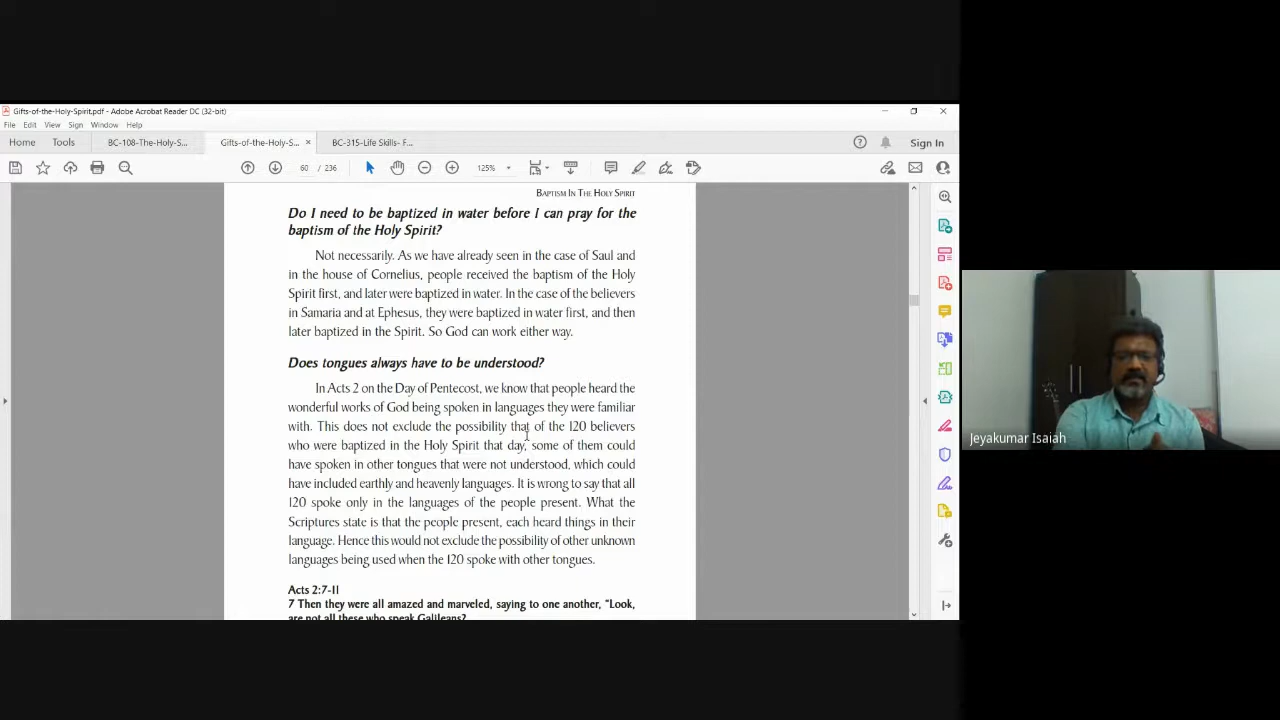 Gifts-of-the-Holy-Spirit.pdf - Adobe Acrobat Reader DC (32-bit)
File Edit View Sign Window Help
Home Tools BC-108-The-Holy-S... Gifts-of-the-Holy-S... × BC-315-Life Skills- F... Sign In
60 / 236 125%
BAPTISM IN THE HOLY SPIRIT
Do I need to be baptized in water before I can pray for the
baptism of the Holy Spirit?
Not necessarily. As we have already seen in the case of Saul and
in the house of Cornelius, people received the baptism of the Holy
Spirit first, and later were baptized in water. In the case of the believers
in Samaria and at Ephesus, they were baptized in water first, and then
later baptized in the Spirit. So God can work either way.
Does tongues always have to be understood?
In Acts 2 on the Day of Pentecost, we know that people heard the
wonderful works of God being spoken in languages they were familiar
with. This does not exclude the possibility that of the 120 believers
who were baptized in the Holy Spirit that day, some of them could
have spoken in other tongues that were not understood, which could
have included earthly and heavenly languages. It is wrong to say that all
120 spoke only in the languages of the people present. What the
Scriptures state is that the people present, each heard things in their
language. Hence this would not exclude the possibility of other unknown
languages being used when the 120 spoke with other tongues.
Acts 2:7-11
7 Then they were all amazed and marveled, saying to one another, "Look,
are not all these who speak Galileans?
Jeyakumar Isaiah